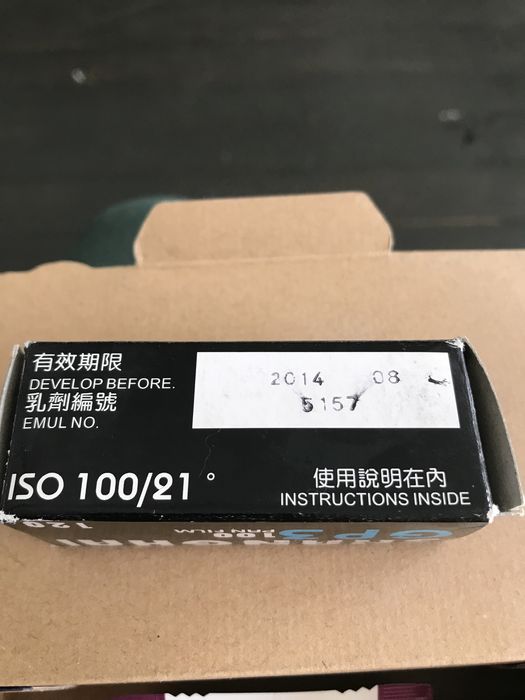 有效期限
DEVELOP BEFORE.
2014 08
乳劑編號
EMUL NO.
5157
ISO 100/21°
使用說明在內
INSTRUCTIONS INSIDE
120
GP3
100
PAN FILM
SHANGHAI